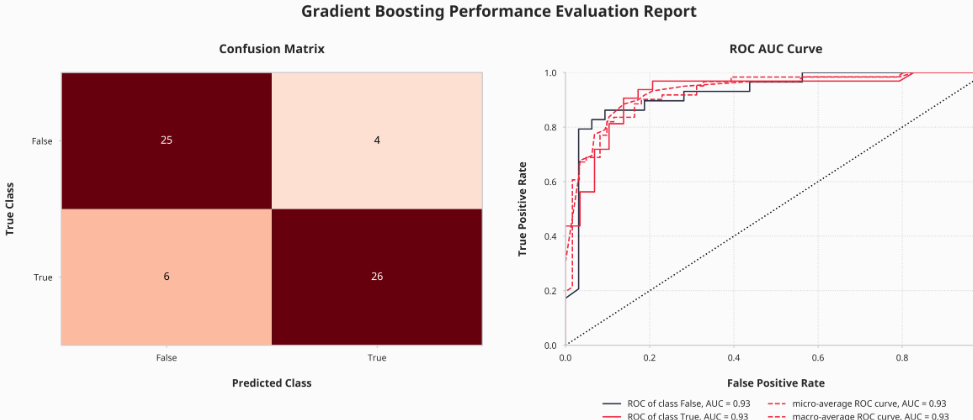 Gradient Boosting Performance Evaluation Report
Confusion Matrix
False
True
25
4
6
26
False
True
True Class
Predicted Class
ROC AUC Curve
1.0
0.8
0.6
0.4
0.2
0.0
0.0
0.2
0.4
0.6
0.8
True Positive Rate
False Positive Rate
ROC of class False, AUC = 0.93
ROC of class True, AUC = 0.93
micro-average ROC curve, AUC = 0.93
macro-average ROC curve, AUC = 0.93